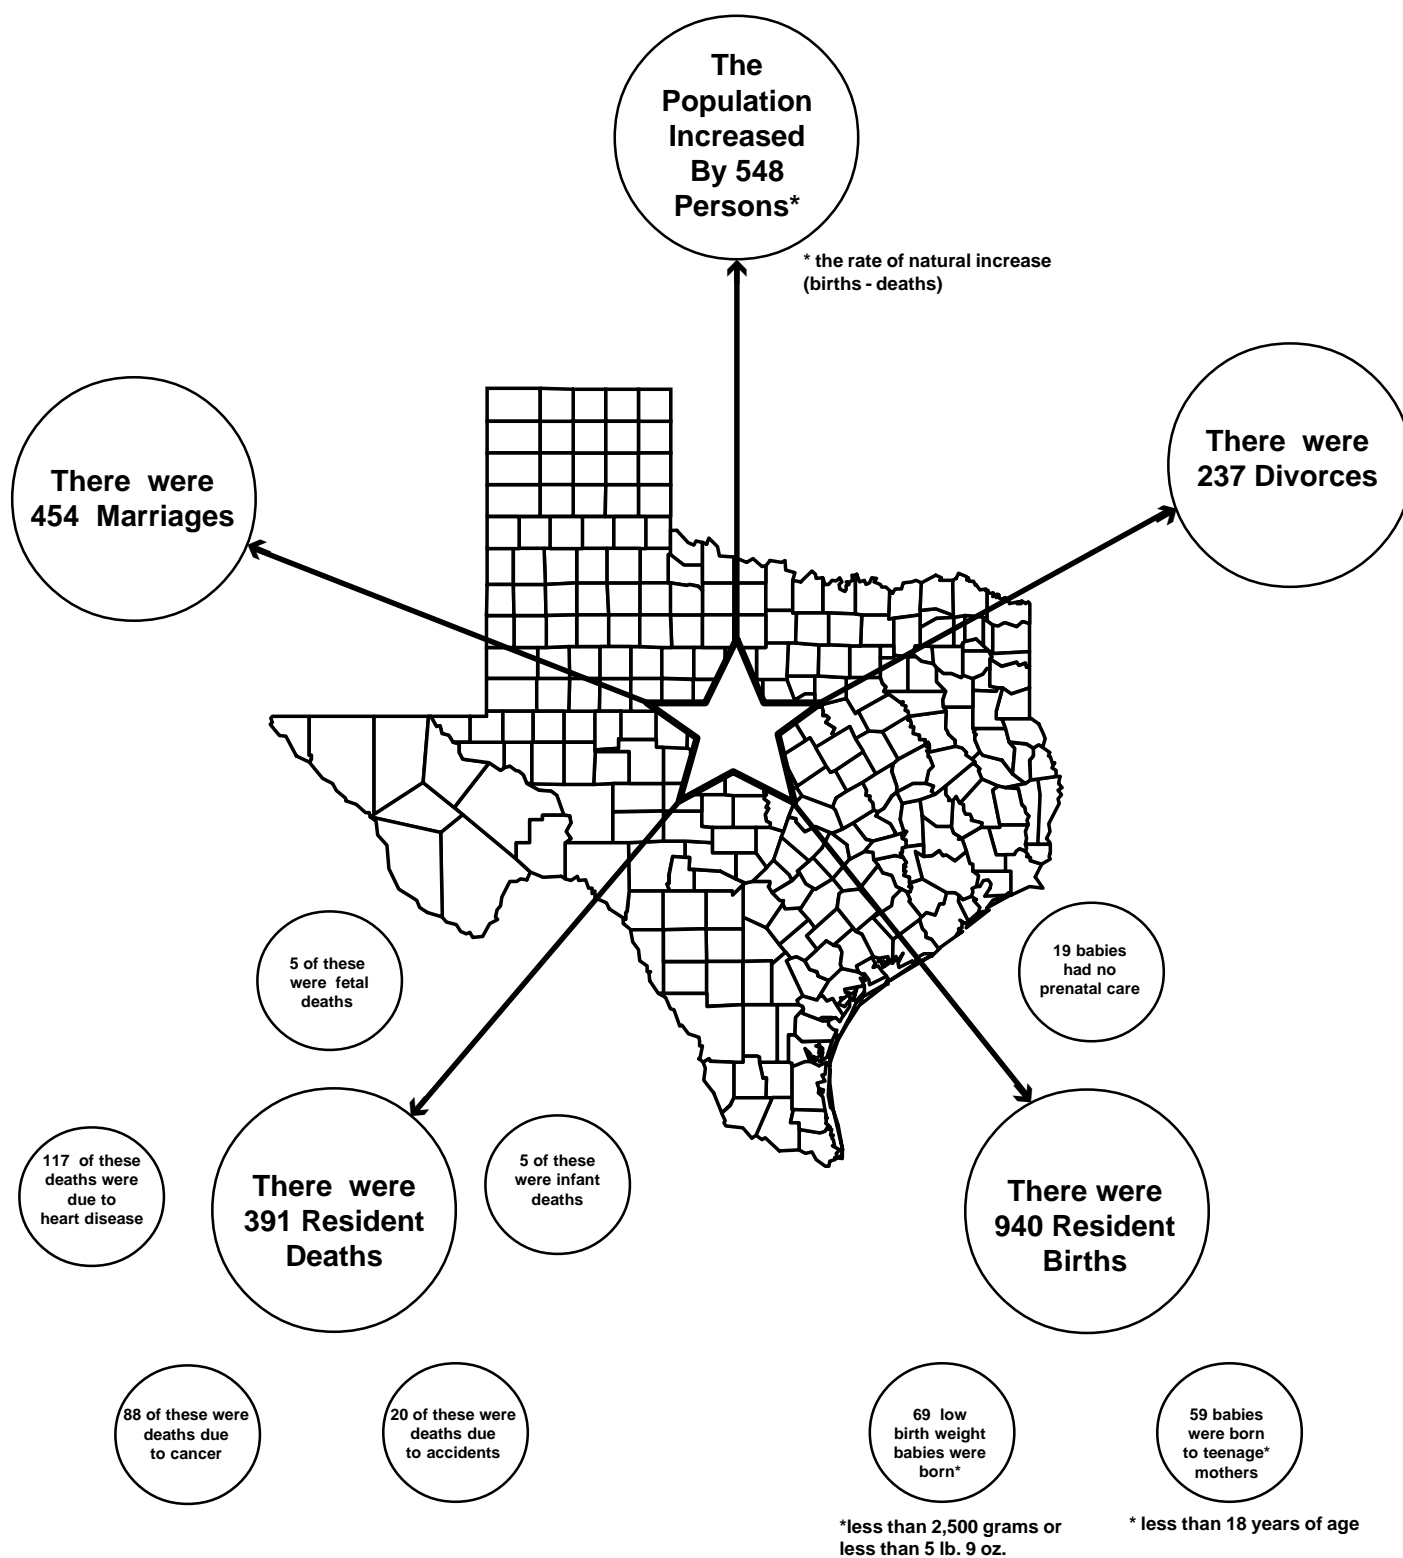 The
Population
Increased
By 548
Persons*
* the rate of natural increase
(births - deaths)
There were
454 Marriages
There were
237 Divorces
5 of these
were fetal
deaths
19 babies
had no
prenatal care
117 of these
deaths were
due to
heart disease
There were
391 Resident
Deaths
5 of these
were infant
deaths
There were
940 Resident
Births
88 of these were
deaths due
to cancer
20 of these were
deaths due
to accidents
69 low
birth weight
babies were
born*
*less than 2,500 grams or
less than 5 lb. 9 oz.
59 babies
were born
to teenage*
mothers
* less than 18 years of age